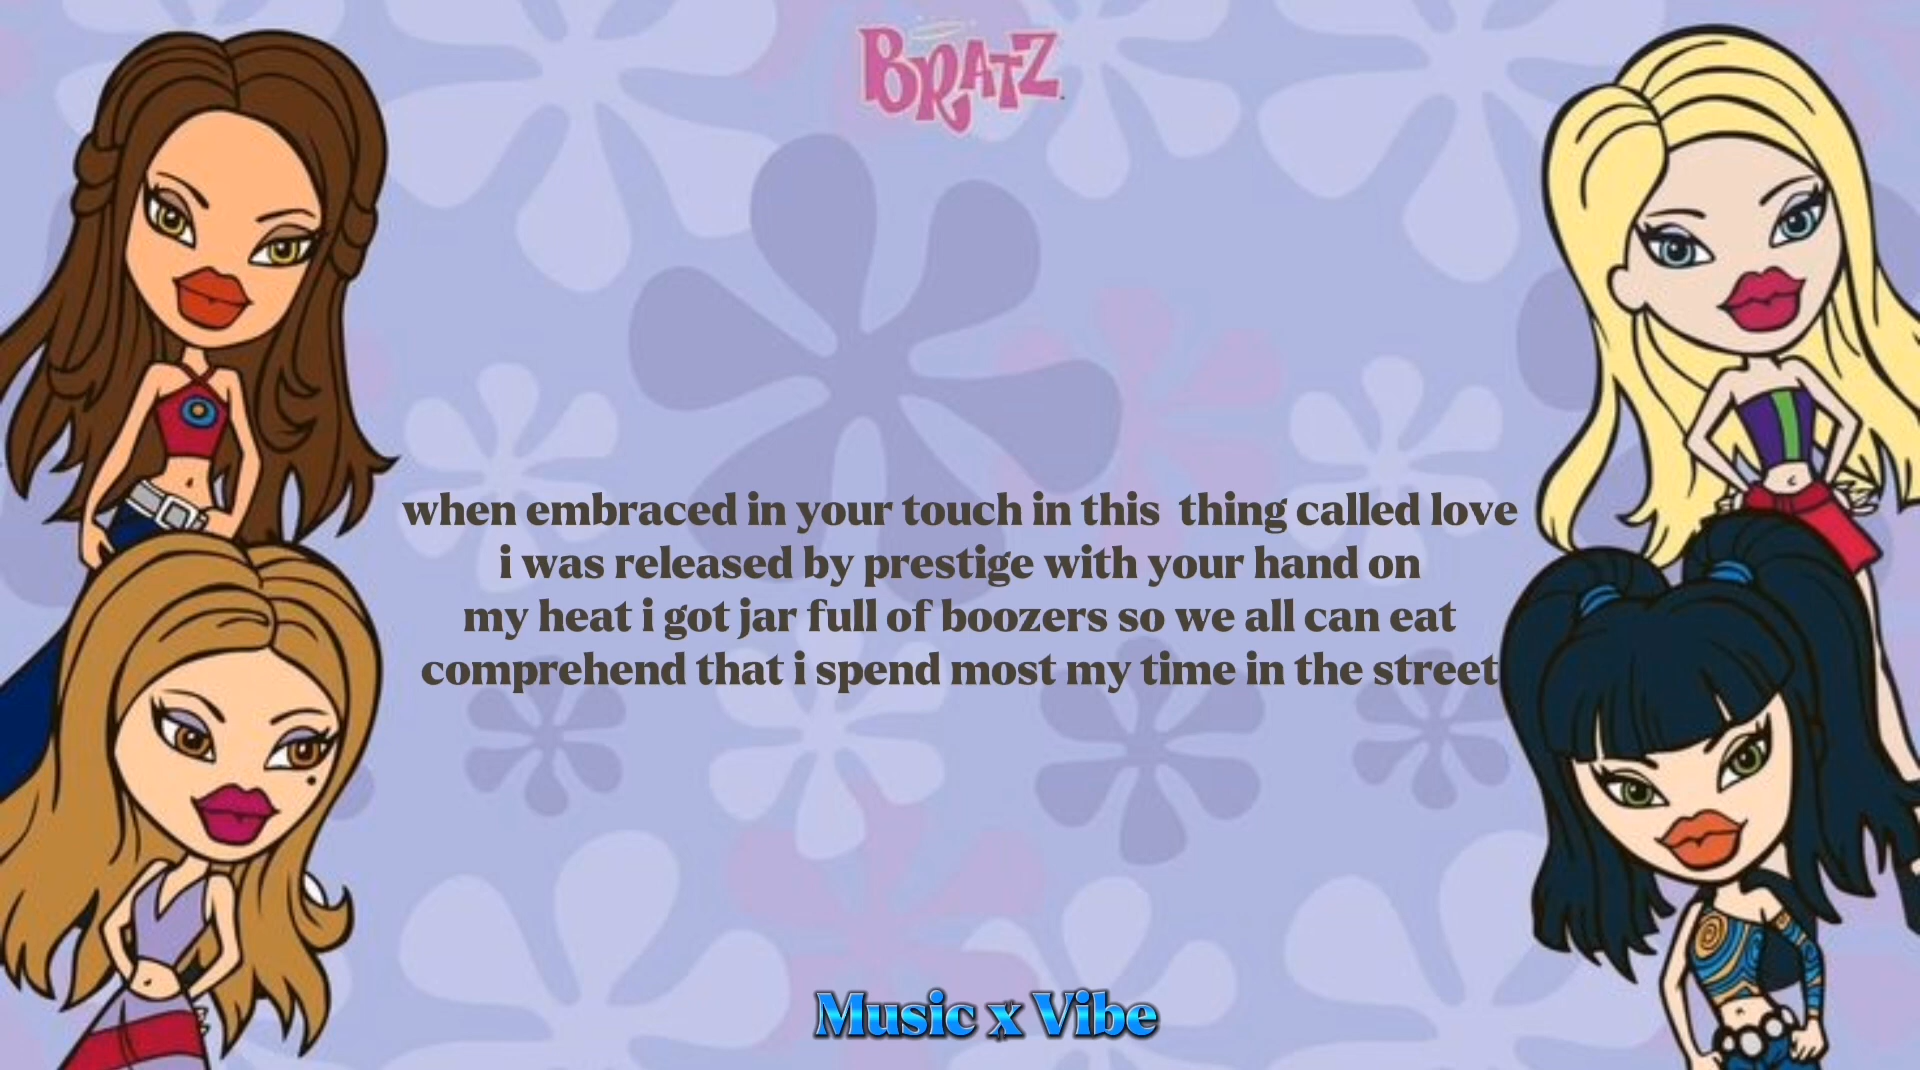 BRATZ
when embraced in your touch in this  thing called love
i was released by prestige with your hand on
my heat i got jar full of boozers so we all can eat
comprehend that i spend most my time in the street
Music x Vibe